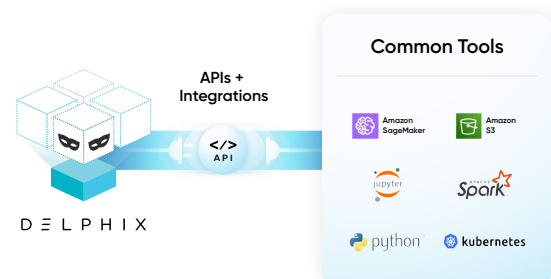 Common Tools
APIs +
Integrations
</>
API
DELPHIX
Amazon
SageMaker
Amazon
S3
jupyter
APACHE
Spark
python
kubernetes